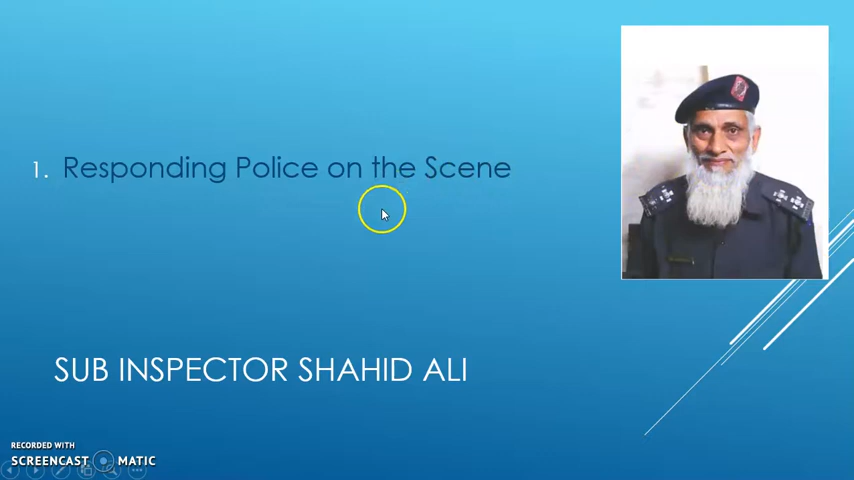 1. Responding Police on the Scene
SUB INSPECTOR SHAHID ALI
RECORDED WITH
SCREENCAST MATIC